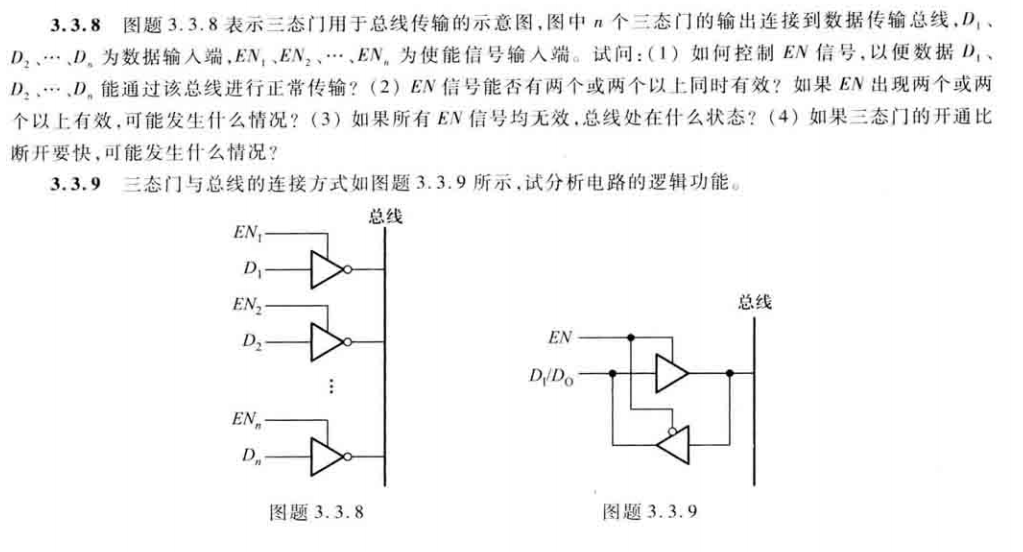 3.3.8 图题 3.3.8 表示三态门用于总线传输的示意图,图中 n 个三态门的输出连接到数据传输总线,D₁、
D₂、…、Dₙ 为数据输入端,EN₁、EN₂、…、ENₙ 为使能信号输入端。试问:(1) 如何控制 EN 信号,以便数据 D₁、
D₂、…、Dₙ 能通过该总线进行正常传输? (2) EN 信号能否有两个或两个以上同时有效? 如果 EN 出现两个或两
个以上有效,可能发生什么情况? (3) 如果所有 EN 信号均无效,总线处在什么状态? (4) 如果三态门的开通比
断开要快,可能发生什么情况?
3.3.9 三态门与总线的连接方式如图题 3.3.9 所示,试分析电路的逻辑功能。
总线
EN₁
D₁
EN₂
D₂
⋮
ENₙ
Dₙ
图题 3.3.8
总线
EN
D_I/D_O
图题 3.3.9